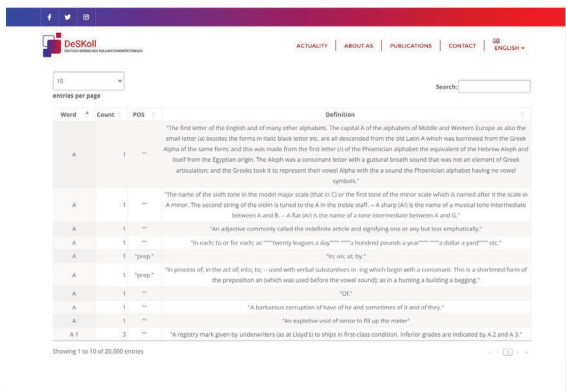 DeSKoll
DEUTSCH-SERBISCHES KOLLOKATIONSWÖRTERBUCH
ACTUALITY
ABOUT AS
PUBLICATIONS
CONTACT
ENGLISH
10
entries per page
Search:
Word Count POS Definition
"The first letter of the English and of many other alphabets. The capital A of the alphabets of Middle and Western Europe as also the
small letter (a) besides the forms in Italic black letter etc. are all descended from the old Latin A which was borrowed from the Greek
Alpha of the same form; and this was made from the first letter (/) of the Phoenician alphabet the equivalent of the Hebrew Aleph and
itself from the Egyptian origin. The Aleph was a consonant letter with a guttural breath sound that was not an element of Greek
articulation; and the Greeks took it to represent their vowel Alpha with the a sound the Phoenician alphabet having no vowel
symbols."
A 1 ""
"The name of the sixth tone in the model major scale (that in C) or the first tone of the minor scale which is named after it the scale in
A minor. The second string of the violin is tuned to the A in the treble staff. -- A sharp (A/) is the name of a musical tone intermediate
between A and B. -- A flat (A/) is the name of a tone intermediate between A and G."
A 1 ""
A 1 "" "An adjective commonly called the indefinite article and signifying one or any but less emphatically."
A 1 "" "In each; to or for each; as """"twenty leagues a day"""" """"a hundred pounds a year"""" """"a dollar a yard"""" etc."
A 1 "prep." "In; on; at; by."
"In process of; in the act of; into; to; -- used with verbal substantives in -ing which begin with a consonant. This is a shortened form of
the preposition an (which was used before the vowel sound); as in a hunting a building a begging."
A 1 "prep."
A 1 "" "Of."
A 1 "" "A barbarous corruption of have of he and sometimes of it and of they."
A 1 "" "An expletive void of sense to fill up the meter"
A 1 3 "" "A registry mark given by underwriters (as at Lloyd's) to ships in first-class condition. Inferior grades are indicated by A 2 and A 3."
Showing 1 to 10 of 20,000 entries
« ‹ 1 › »